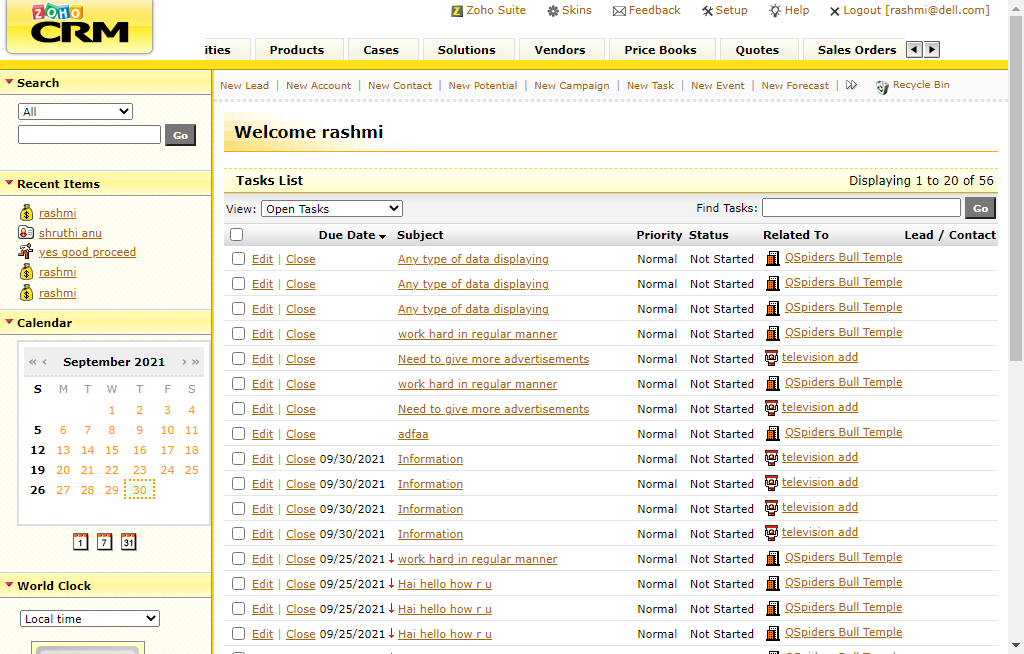 Zoho Suite Skins Feedback Setup Help Logout [rashmi@dell.com]
ZOHO
CRM
ities Products Cases Solutions Vendors Price Books Quotes Sales Orders
Search
All
Go
Recent Items
rashmi
shruthi anu
yes good proceed
rashmi
rashmi
Calendar
« ‹ September 2021 › »
S M T W T F S
1 2 3 4
5 6 7 8 9 10 11
12 13 14 15 16 17 18
19 20 21 22 23 24 25
26 27 28 29 30
1 7 31
World Clock
Local time
New Lead | New Account | New Contact | New Potential | New Campaign | New Task | New Event | New Forecast | Recycle Bin
Welcome rashmi
Tasks List Displaying 1 to 20 of 56
View: Open Tasks Find Tasks: Go
Due Date Subject Priority Status Related To Lead / Contact
Edit | Close Any type of data displaying Normal Not Started QSpiders Bull Temple
Edit | Close Any type of data displaying Normal Not Started QSpiders Bull Temple
Edit | Close Any type of data displaying Normal Not Started QSpiders Bull Temple
Edit | Close work hard in regular manner Normal Not Started QSpiders Bull Temple
Edit | Close Need to give more advertisements Normal Not Started television add
Edit | Close work hard in regular manner Normal Not Started QSpiders Bull Temple
Edit | Close Need to give more advertisements Normal Not Started television add
Edit | Close adfaa Normal Not Started QSpiders Bull Temple
Edit | Close 09/30/2021 Information Normal Not Started television add
Edit | Close 09/30/2021 Information Normal Not Started television add
Edit | Close 09/30/2021 Information Normal Not Started television add
Edit | Close 09/30/2021 Information Normal Not Started television add
Edit | Close 09/25/2021 ↓ work hard in regular manner Normal Not Started QSpiders Bull Temple
Edit | Close 09/25/2021 ↓ Hai hello how r u Normal Not Started QSpiders Bull Temple
Edit | Close 09/25/2021 ↓ Hai hello how r u Normal Not Started QSpiders Bull Temple
Edit | Close 09/25/2021 ↓ Hai hello how r u Normal Not Started QSpiders Bull Temple